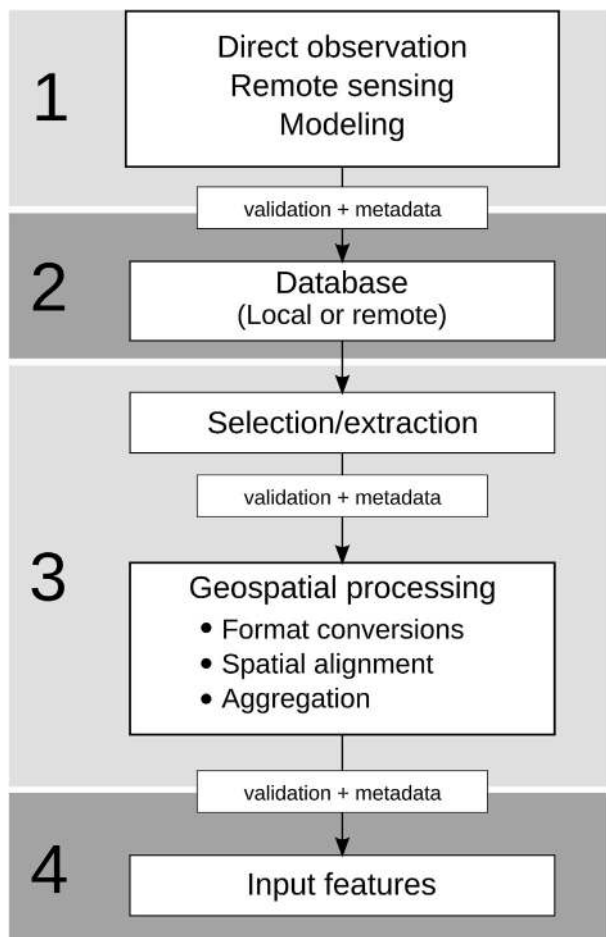 1
Direct observation
Remote sensing
Modeling
validation + metadata
2
Database
(Local or remote)
Selection/extraction
validation + metadata
3
Geospatial processing
• Format conversions
• Spatial alignment
• Aggregation
validation + metadata
4
Input features